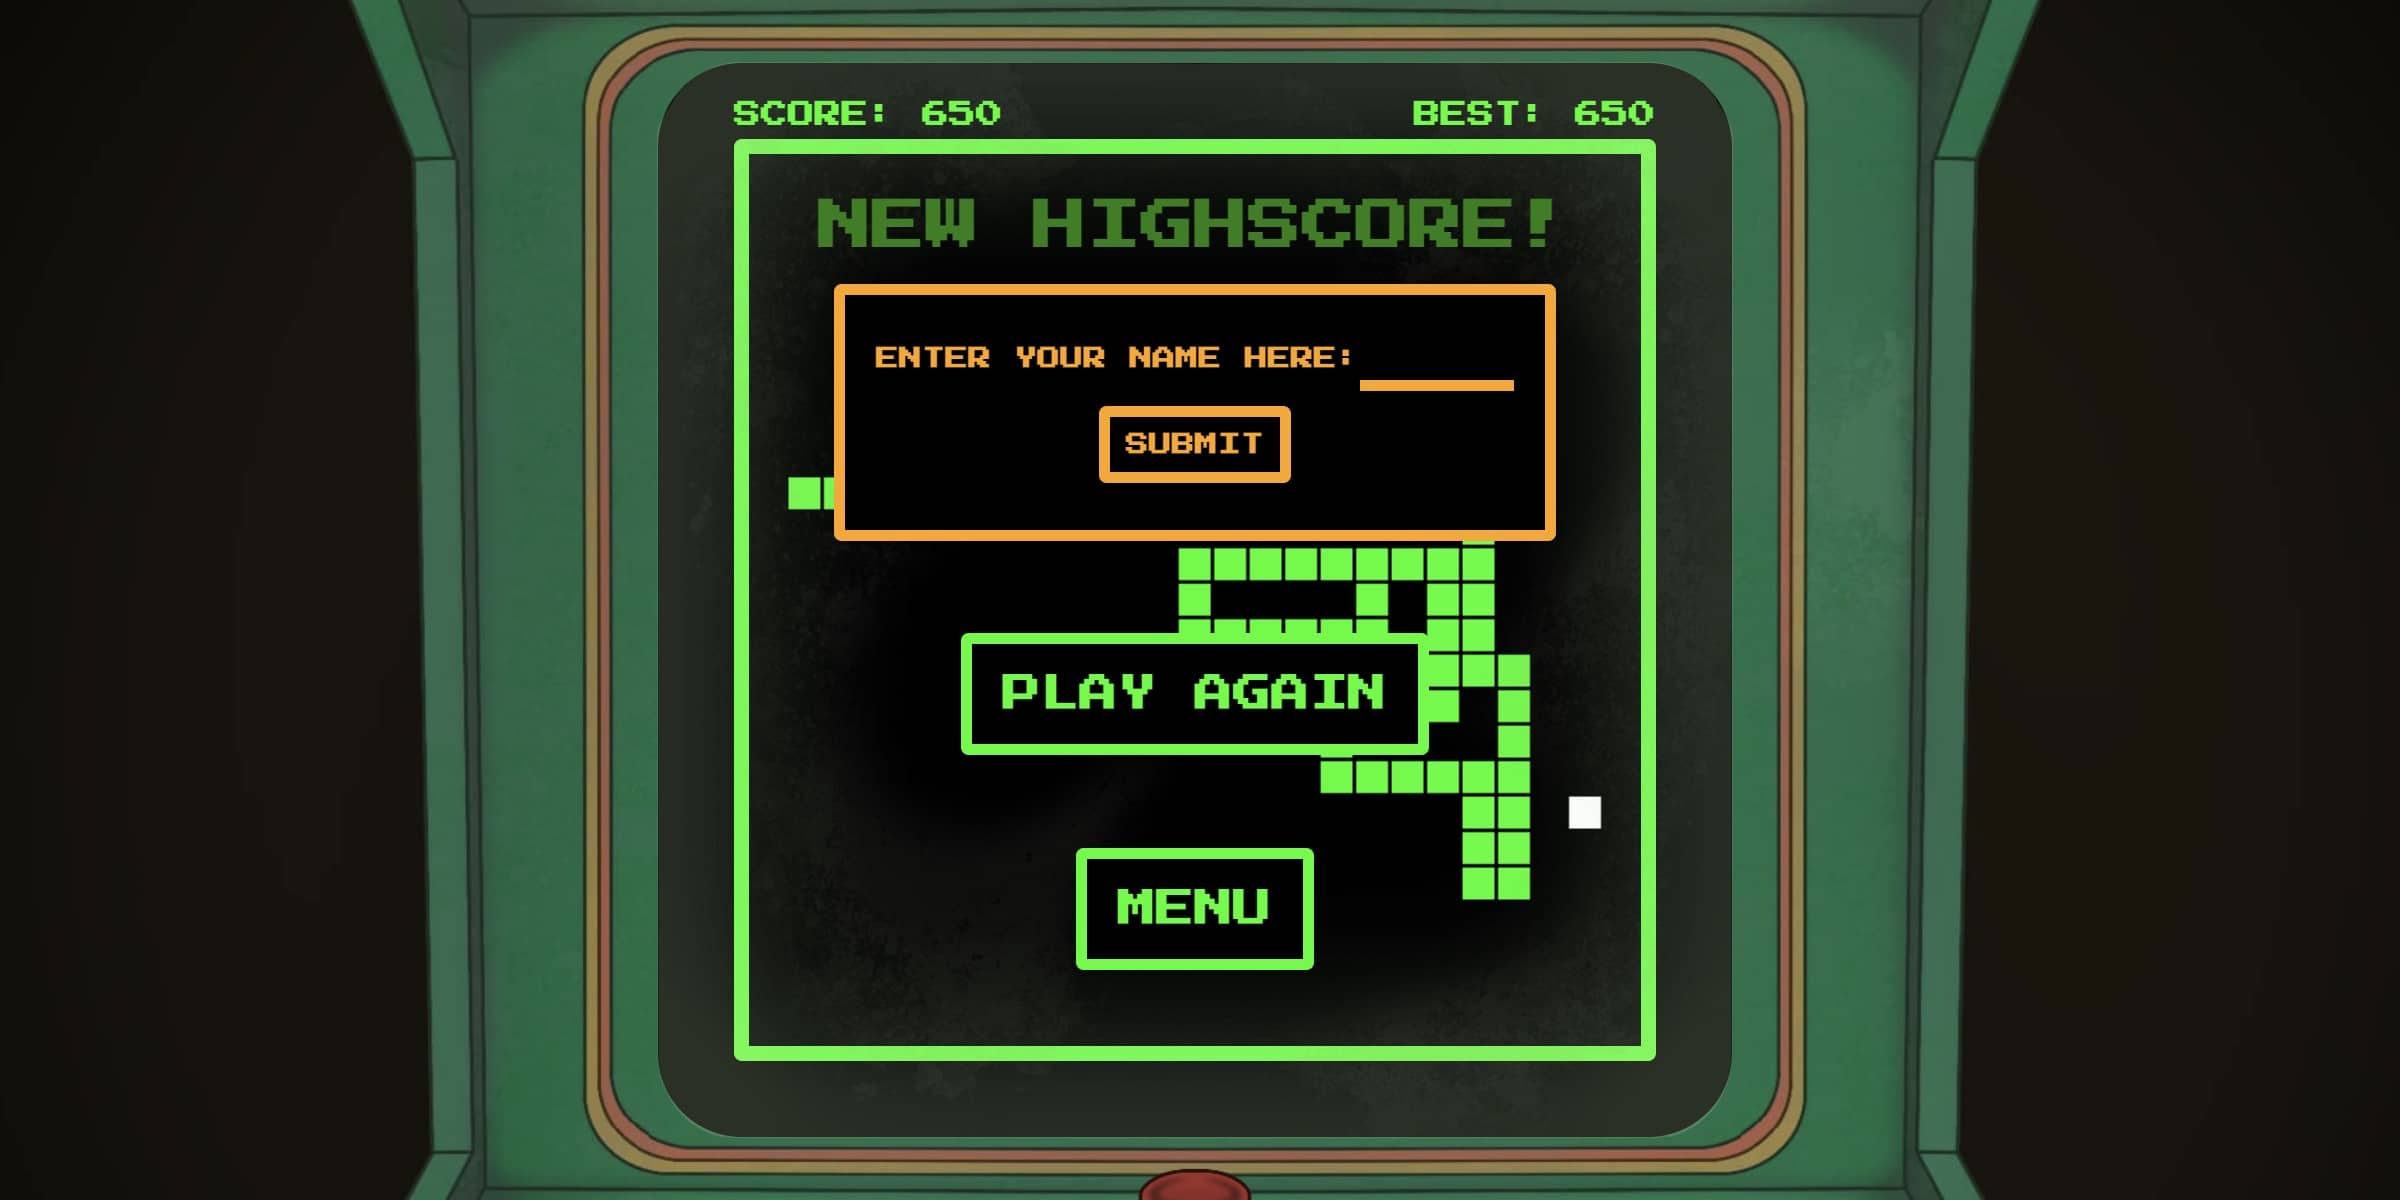 SCORE: 650
BEST: 650
NEW HIGHSCORE!
ENTER YOUR NAME HERE:
SUBMIT
PLAY AGAIN
MENU